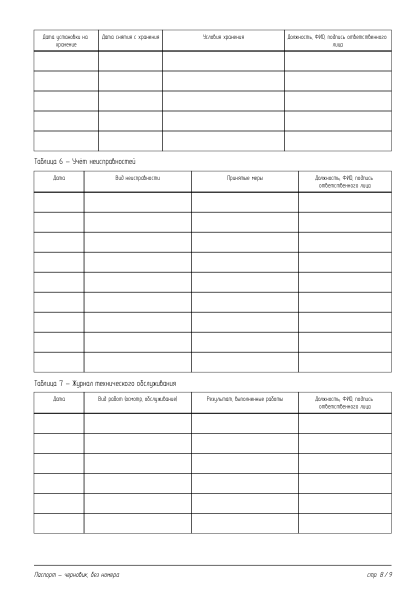 Дата установки на
хранение
Дата снятия с хранения
Условия хранения
Должность, ФИО, подпись ответственного
лица
Таблица 6 – Учёт неисправностей
Дата
Вид неисправности
Принятые меры
Должность, ФИО, подпись
ответственного лица
Таблица 7 – Журнал технического обслуживания
Дата
Вид работ (осмотр, обслуживание)
Результат, выполненные работы
Должность, ФИО, подпись
ответственного лица
Паспорт – черновик, без номера
стр. 8 / 9